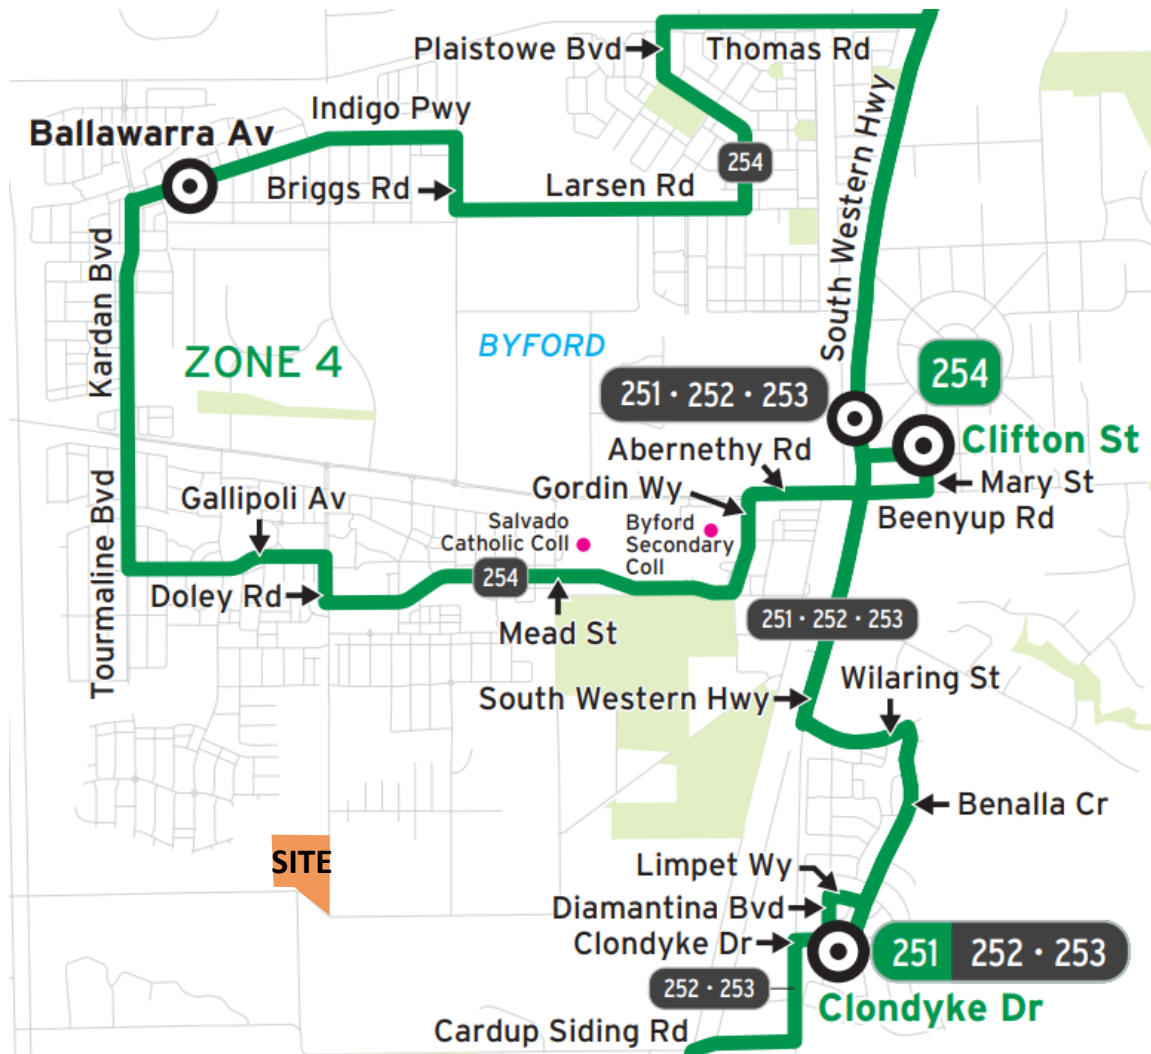 Plaistowe Bvd
Thomas Rd
Indigo Pwy
Ballawarra Av
254
Briggs Rd
Larsen Rd
South Western Hwy
Kardan Bvd
ZONE 4
BYFORD
251 · 252 · 253
254
Clifton St
Abernethy Rd
Gordin Wy
Mary St
Beenyup Rd
Tourmaline Bvd
Gallipoli Av
Salvado
Catholic Coll
Byford
Secondary
Coll
254
Doley Rd
Mead St
251 · 252 · 253
Wilaring St
South Western Hwy
Benalla Cr
SITE
Limpet Wy
Diamantina Bvd
Clondyke Dr
251 252 · 253
252 · 253
Clondyke Dr
Cardup Siding Rd